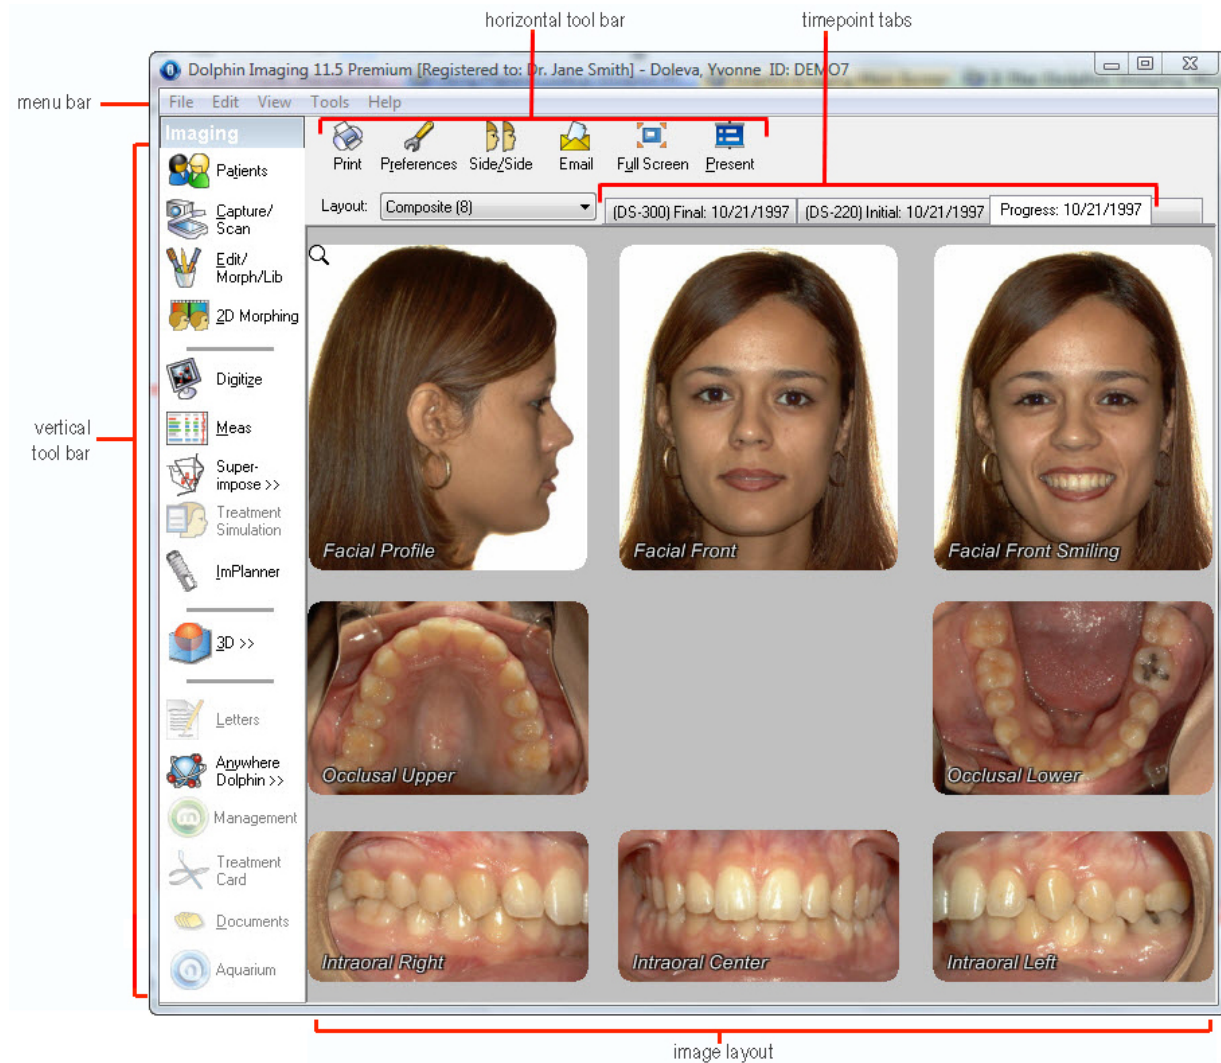 horizontal tool bar
timepoint tabs
Dolphin Imaging 11.5 Premium [Registered to: Dr. Jane Smith] - Doleva, Yvonne  ID: DEMO7
menu bar
File Edit View Tools Help
Imaging
Print
Preferences
Side/Side
Email
Full Screen
Present
Layout:
Composite (8)
(DS-300) Final: 10/21/1997
(DS-220) Initial: 10/21/1997
Progress: 10/21/1997
Patients
Capture/
Scan
Edit/
Morph/Lib
2D Morphing
Digitize
vertical
tool bar
Meas
Super-
impose >>
Treatment
Simulation
ImPlanner
3D >>
Letters
Anywhere
Dolphin >>
Management
Treatment
Card
Documents
Aquarium
Facial Profile
Facial Front
Facial Front Smiling
Occlusal Upper
Occlusal Lower
Intraoral Right
Intraoral Center
Intraoral Left
image layout